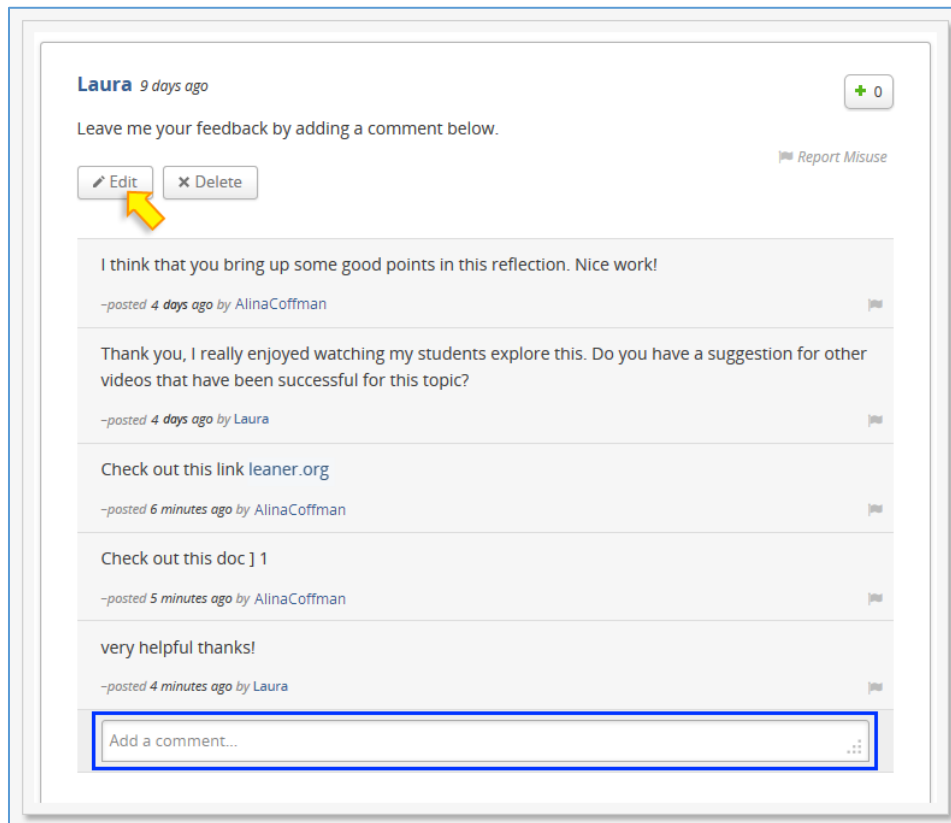 Laura 9 days ago
+ 0
Leave me your feedback by adding a comment below.
Report Misuse
Edit
Delete
I think that you bring up some good points in this reflection. Nice work!
–posted 4 days ago by AlinaCoffman
Thank you, I really enjoyed watching my students explore this. Do you have a suggestion for other
videos that have been successful for this topic?
–posted 4 days ago by Laura
Check out this link leaner.org
–posted 6 minutes ago by AlinaCoffman
Check out this doc ] 1
–posted 5 minutes ago by AlinaCoffman
very helpful thanks!
–posted 4 minutes ago by Laura
Add a comment...